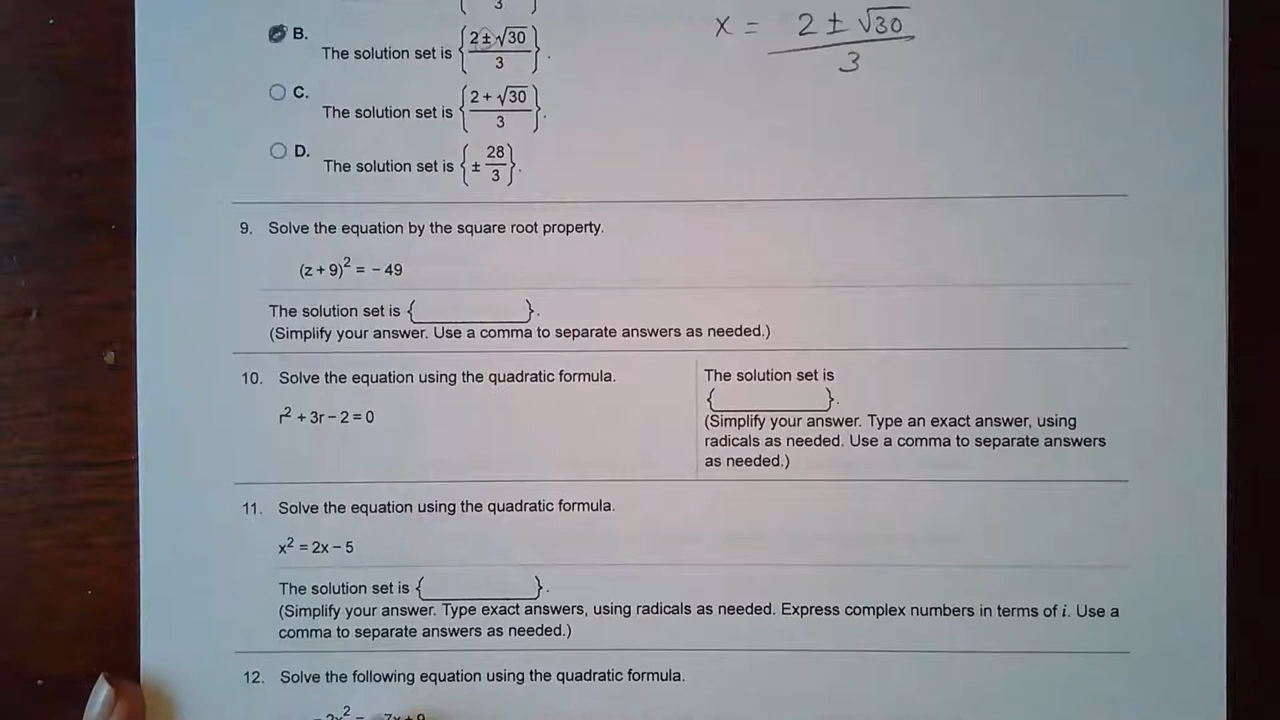 3
B. The solution set is {2 ± √30 / 3}.
x = 2 ± √30 / 3
C. The solution set is {2 + √30 / 3}.
D. The solution set is {± 28/3}.
9. Solve the equation by the square root property.
(z + 9)² = − 49
The solution set is { }.
(Simplify your answer. Use a comma to separate answers as needed.)
10. Solve the equation using the quadratic formula.
r² + 3r − 2 = 0
The solution set is
{ }.
(Simplify your answer. Type an exact answer, using
radicals as needed. Use a comma to separate answers
as needed.)
11. Solve the equation using the quadratic formula.
x² = 2x − 5
The solution set is { }.
(Simplify your answer. Type exact answers, using radicals as needed. Express complex numbers in terms of i. Use a
comma to separate answers as needed.)
12. Solve the following equation using the quadratic formula.